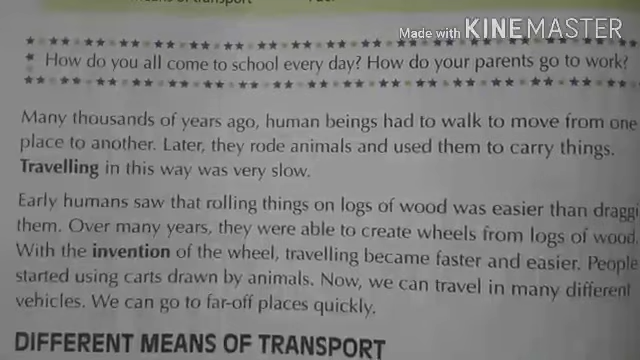 Made with KINEMASTER
How do you all come to school every day? How do your parents go to work?
Many thousands of years ago, human beings had to walk to move from one
place to another. Later, they rode animals and used them to carry things.
Travelling in this way was very slow.
Early humans saw that rolling things on logs of wood was easier than draggi
them. Over many years, they were able to create wheels from logs of wood.
With the invention of the wheel, travelling became faster and easier. People
started using carts drawn by animals. Now, we can travel in many different
vehicles. We can go to far-off places quickly.
DIFFERENT MEANS OF TRANSPORT